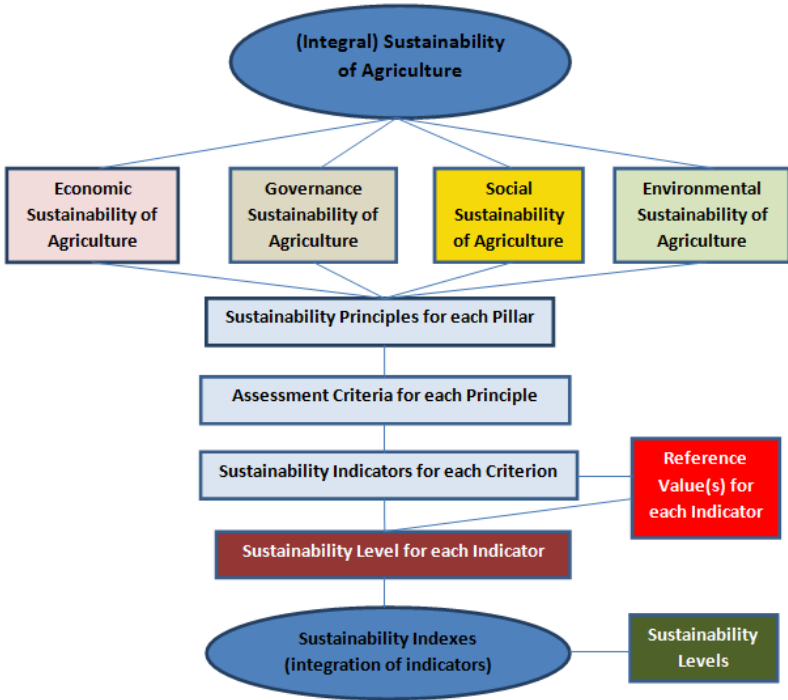 (Integral) Sustainability
of Agriculture
Economic
Sustainability of
Agriculture
Governance
Sustainability of
Agriculture
Social
Sustainability
of Agriculture
Environmental
Sustainability of
Agriculture
Sustainability Principles for each Pillar
Assessment Criteria for each Principle
Sustainability Indicators for each Criterion
Reference
Value(s) for
each Indicator
Sustainability Level for each Indicator
Sustainability Indexes
(integration of indicators)
Sustainability
Levels